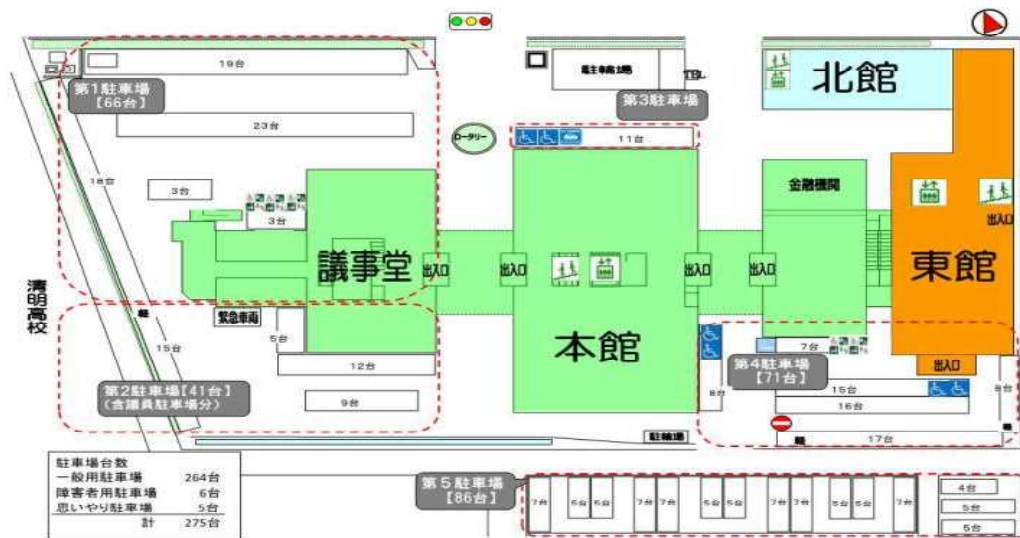 19台
第1駐車場
【66台】
23台
18台
3台
3台
ロータリー
第3駐車場
11台
TEL
北館
金融機関
出入口
東館
議事堂
出入口
出入口
本館
出入口
出入口
清明高校
軽
緊急車両
5台
15台
12台
第2駐車場【41台】
(含議員駐車場分)
9台
7台
第4駐車場
【71台】
出入口
8台
15台
16台
8台
軽
17台
軽
駐輪場
駐車場台数
一般用駐車場 264台
障害者用駐車場 6台
思いやり駐車場 5台
計 275台
第5駐車場
【86台】
7台 5台 5台 7台 7台 5台 5台 7台 7台 5台 5台 7台
4台
5台
5台